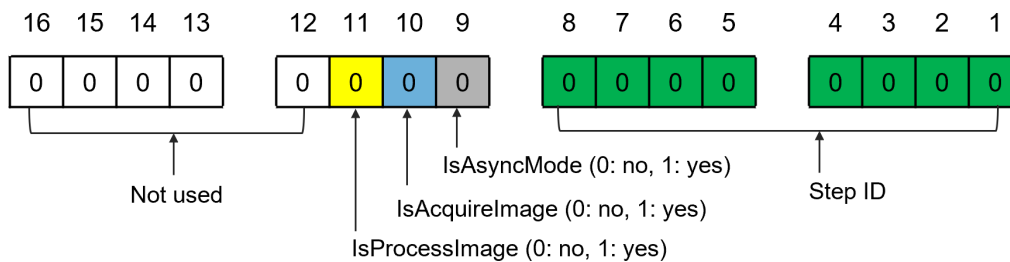 16 15 14 13 12 11 10 9 8 7 6 5 4 3 2 1
0 0 0 0 0 0 0 0 0 0 0 0 0 0 0 0
IsAsyncMode (0: no, 1: yes)
Not used
Step ID
IsAcquireImage (0: no, 1: yes)
IsProcessImage (0: no, 1: yes)